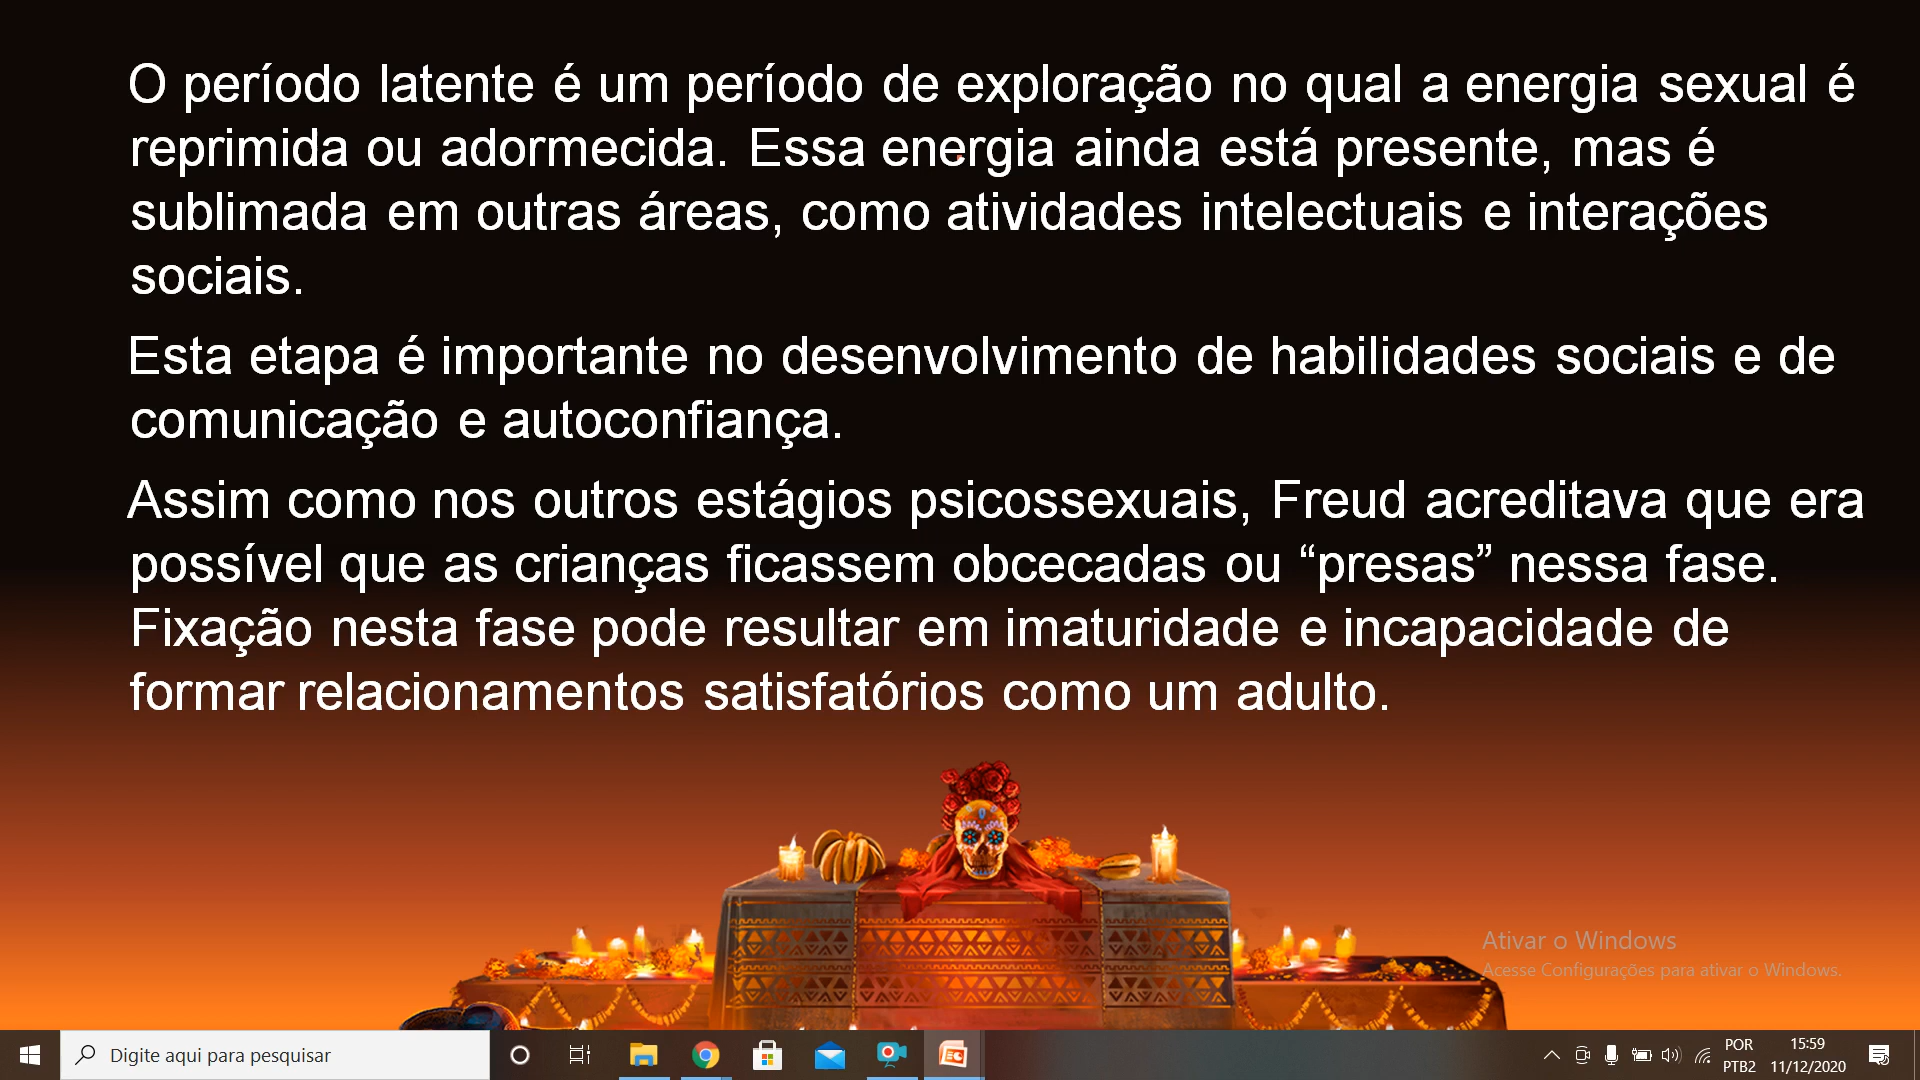 O período latente é um período de exploração no qual a energia sexual é
reprimida ou adormecida. Essa energia ainda está presente, mas é
sublimada em outras áreas, como atividades intelectuais e interações
sociais.
Esta etapa é importante no desenvolvimento de habilidades sociais e de
comunicação e autoconfiança.
Assim como nos outros estágios psicossexuais, Freud acreditava que era
possível que as crianças ficassem obcecadas ou “presas” nessa fase.
Fixação nesta fase pode resultar em imaturidade e incapacidade de
formar relacionamentos satisfatórios como um adulto.
Ativar o Windows
Acesse Configurações para ativar o Windows.
Digite aqui para pesquisar
POR
PTB2
15:59
11/12/2020